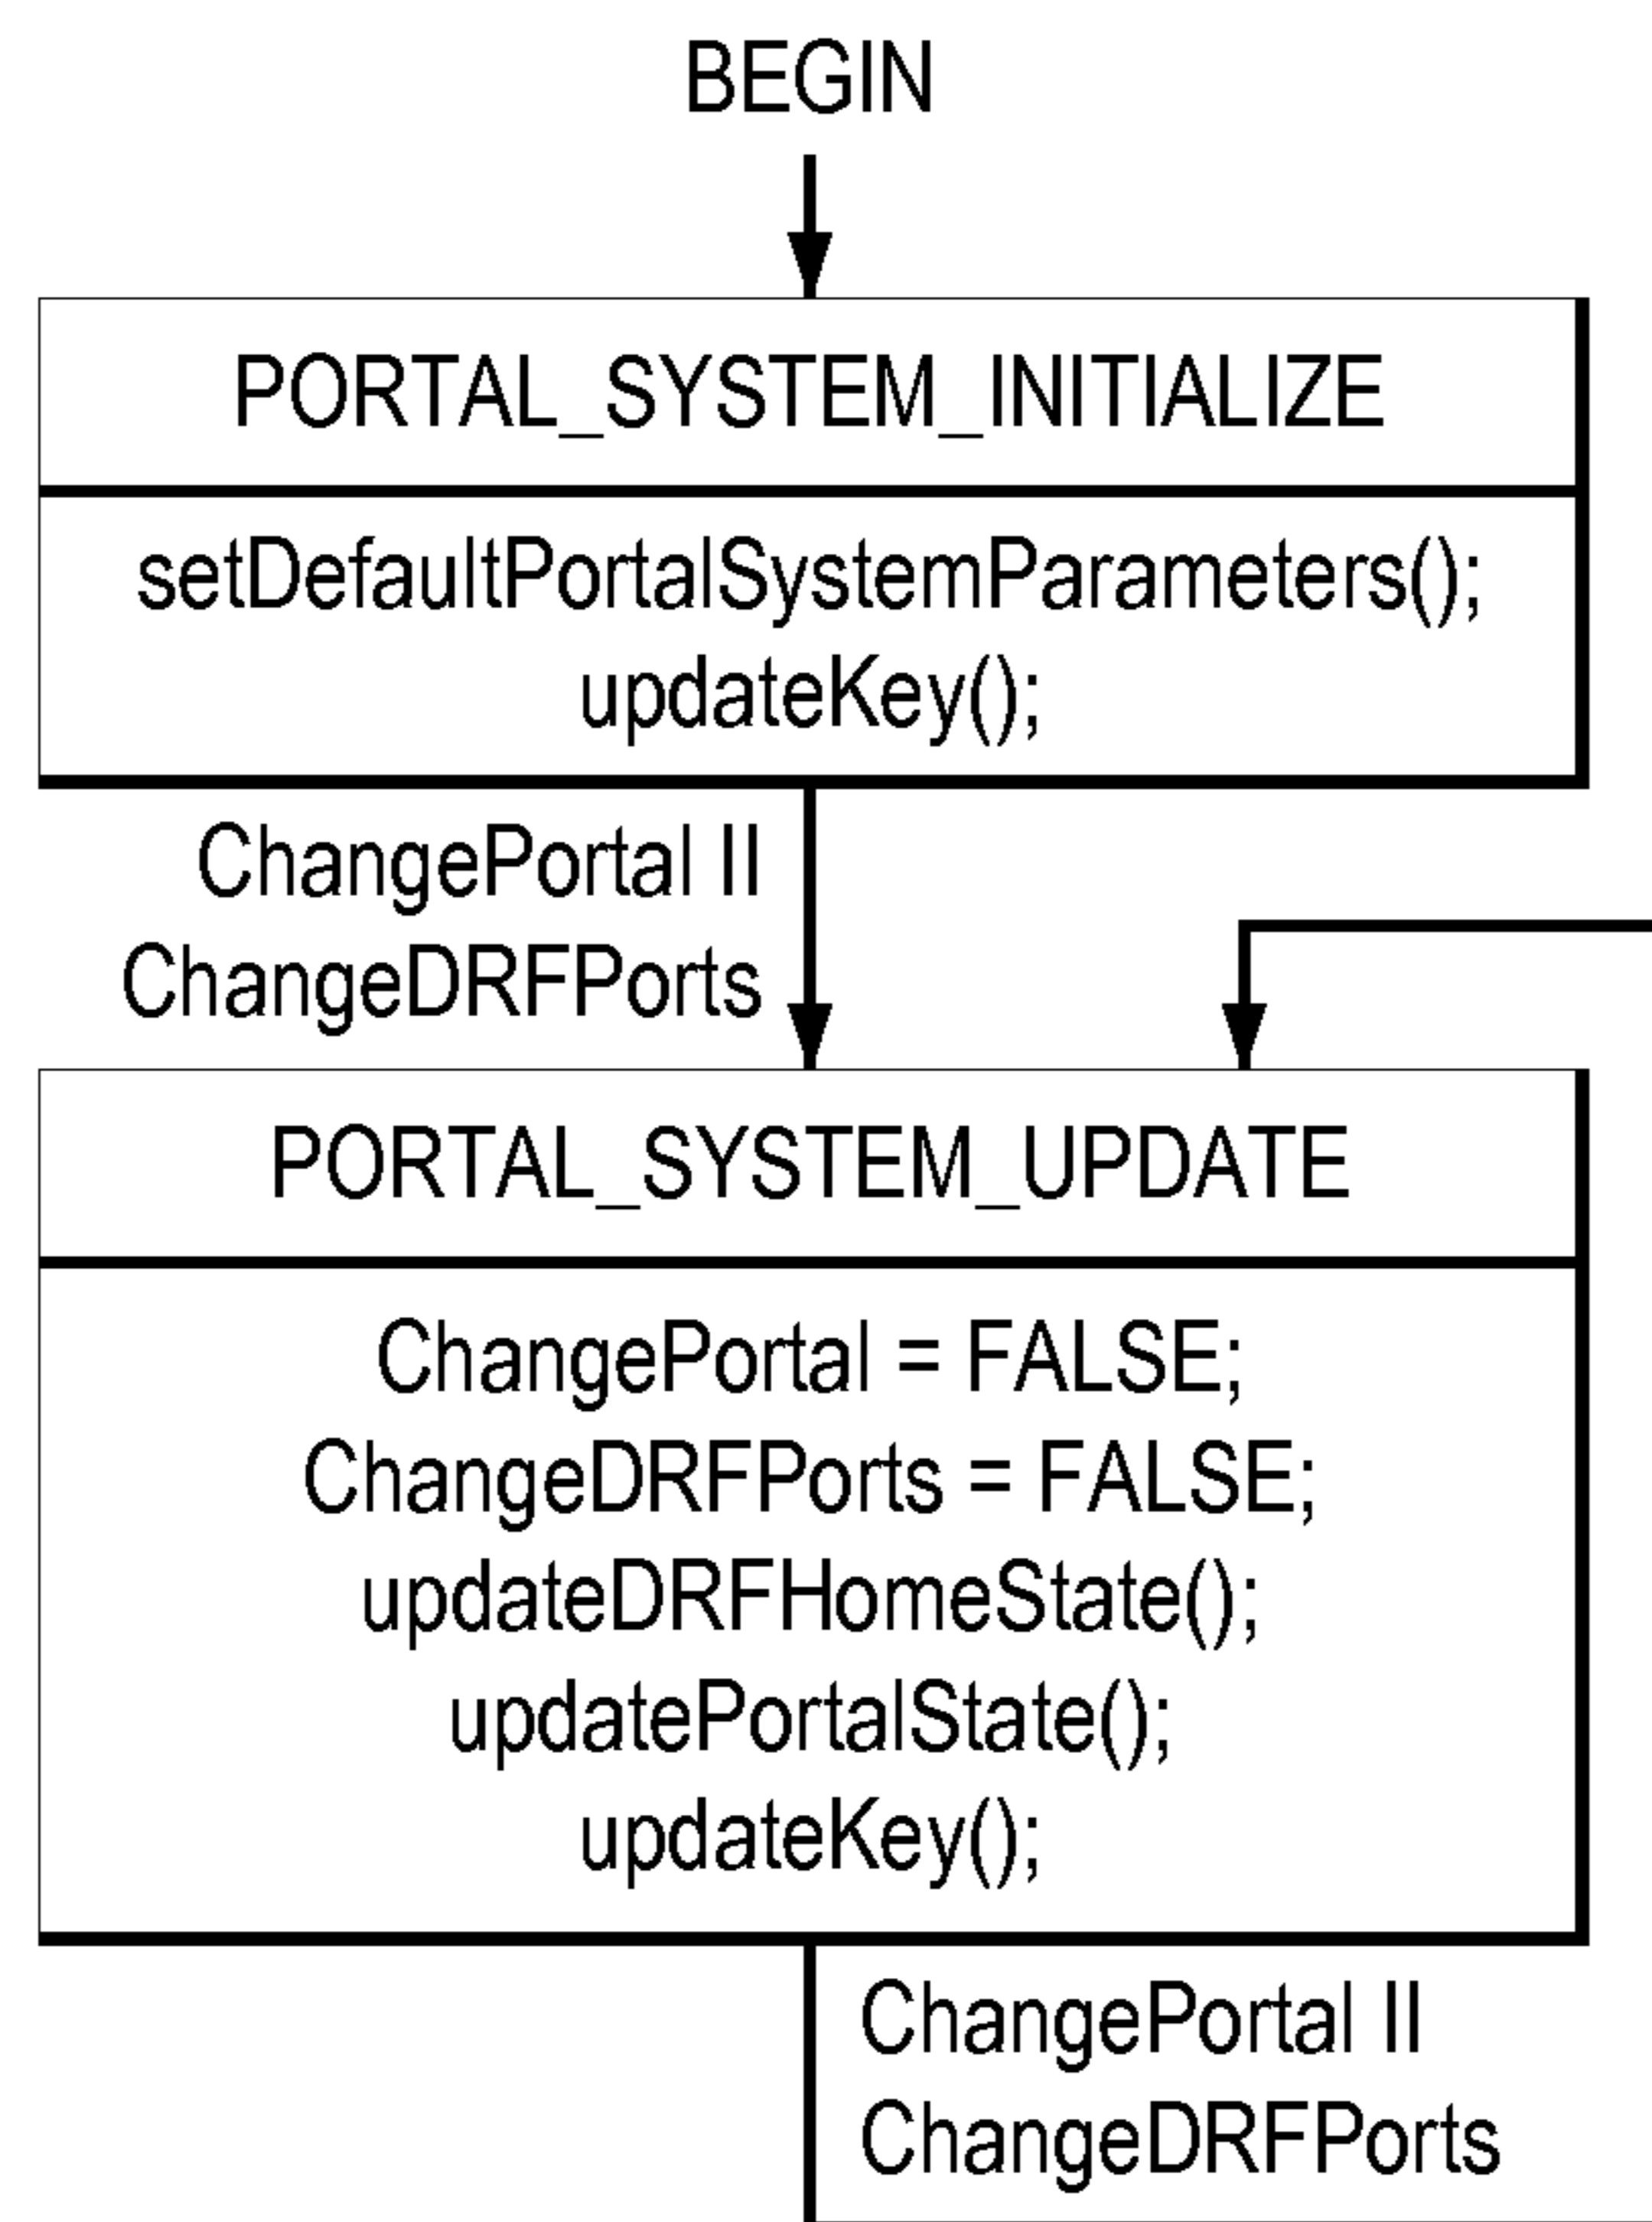 BEGIN
PORTAL_SYSTEM_INITIALIZE
setDefaultPortalSystemParameters();
updateKey();
ChangePortal II
ChangeDRFPorts
PORTAL_SYSTEM_UPDATE
ChangePortal = FALSE;
ChangeDRFPorts = FALSE;
updateDRFHomeState();
updatePortalState();
updateKey();
ChangePortal II
ChangeDRFPorts